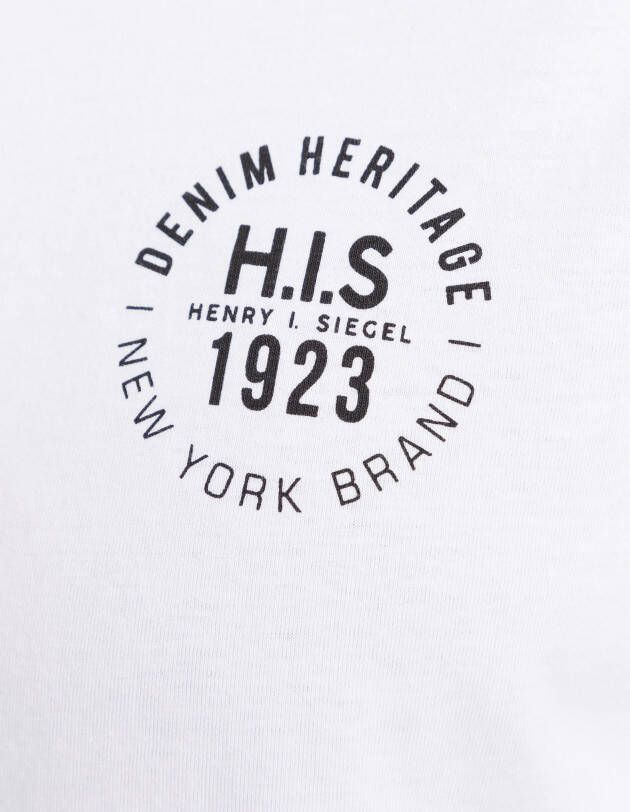 DENIM HERITAGE
H.I.S
HENRY I. SIEGEL
1923
| NEW YORK BRAND |